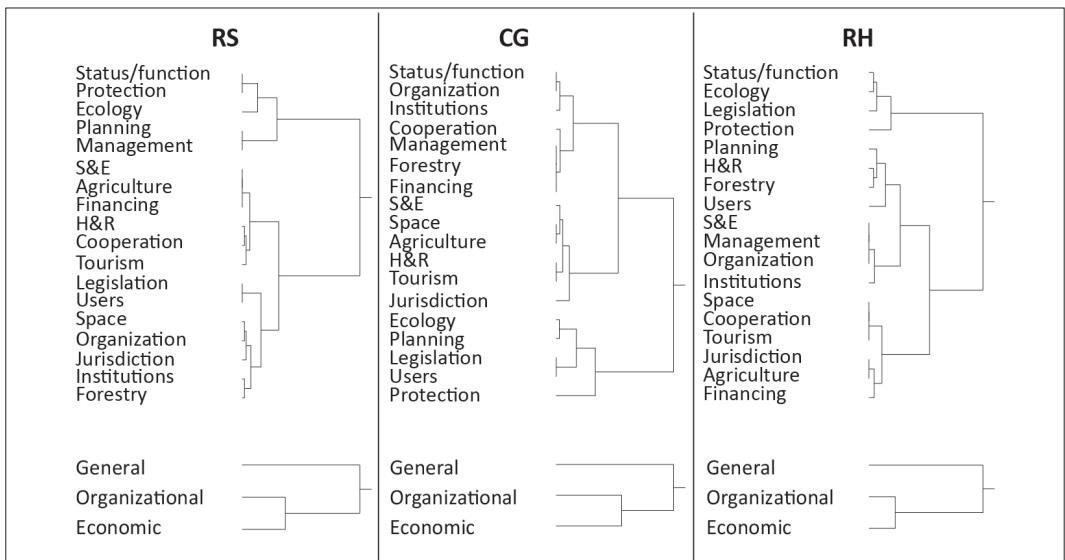 RS
Status/function
Protection
Ecology
Planning
Management
S&E
Agriculture
Financing
H&R
Cooperation
Tourism
Legislation
Users
Space
Organization
Jurisdiction
Institutions
Forestry
General
Organizational
Economic
CG
Status/function
Organization
Institutions
Cooperation
Management
Forestry
Financing
S&E
Space
Agriculture
H&R
Tourism
Jurisdiction
Ecology
Planning
Legislation
Users
Protection
General
Organizational
Economic
RH
Status/function
Ecology
Legislation
Protection
Planning
H&R
Forestry
Users
S&E
Management
Organization
Institutions
Space
Cooperation
Tourism
Jurisdiction
Agriculture
Financing
General
Organizational
Economic